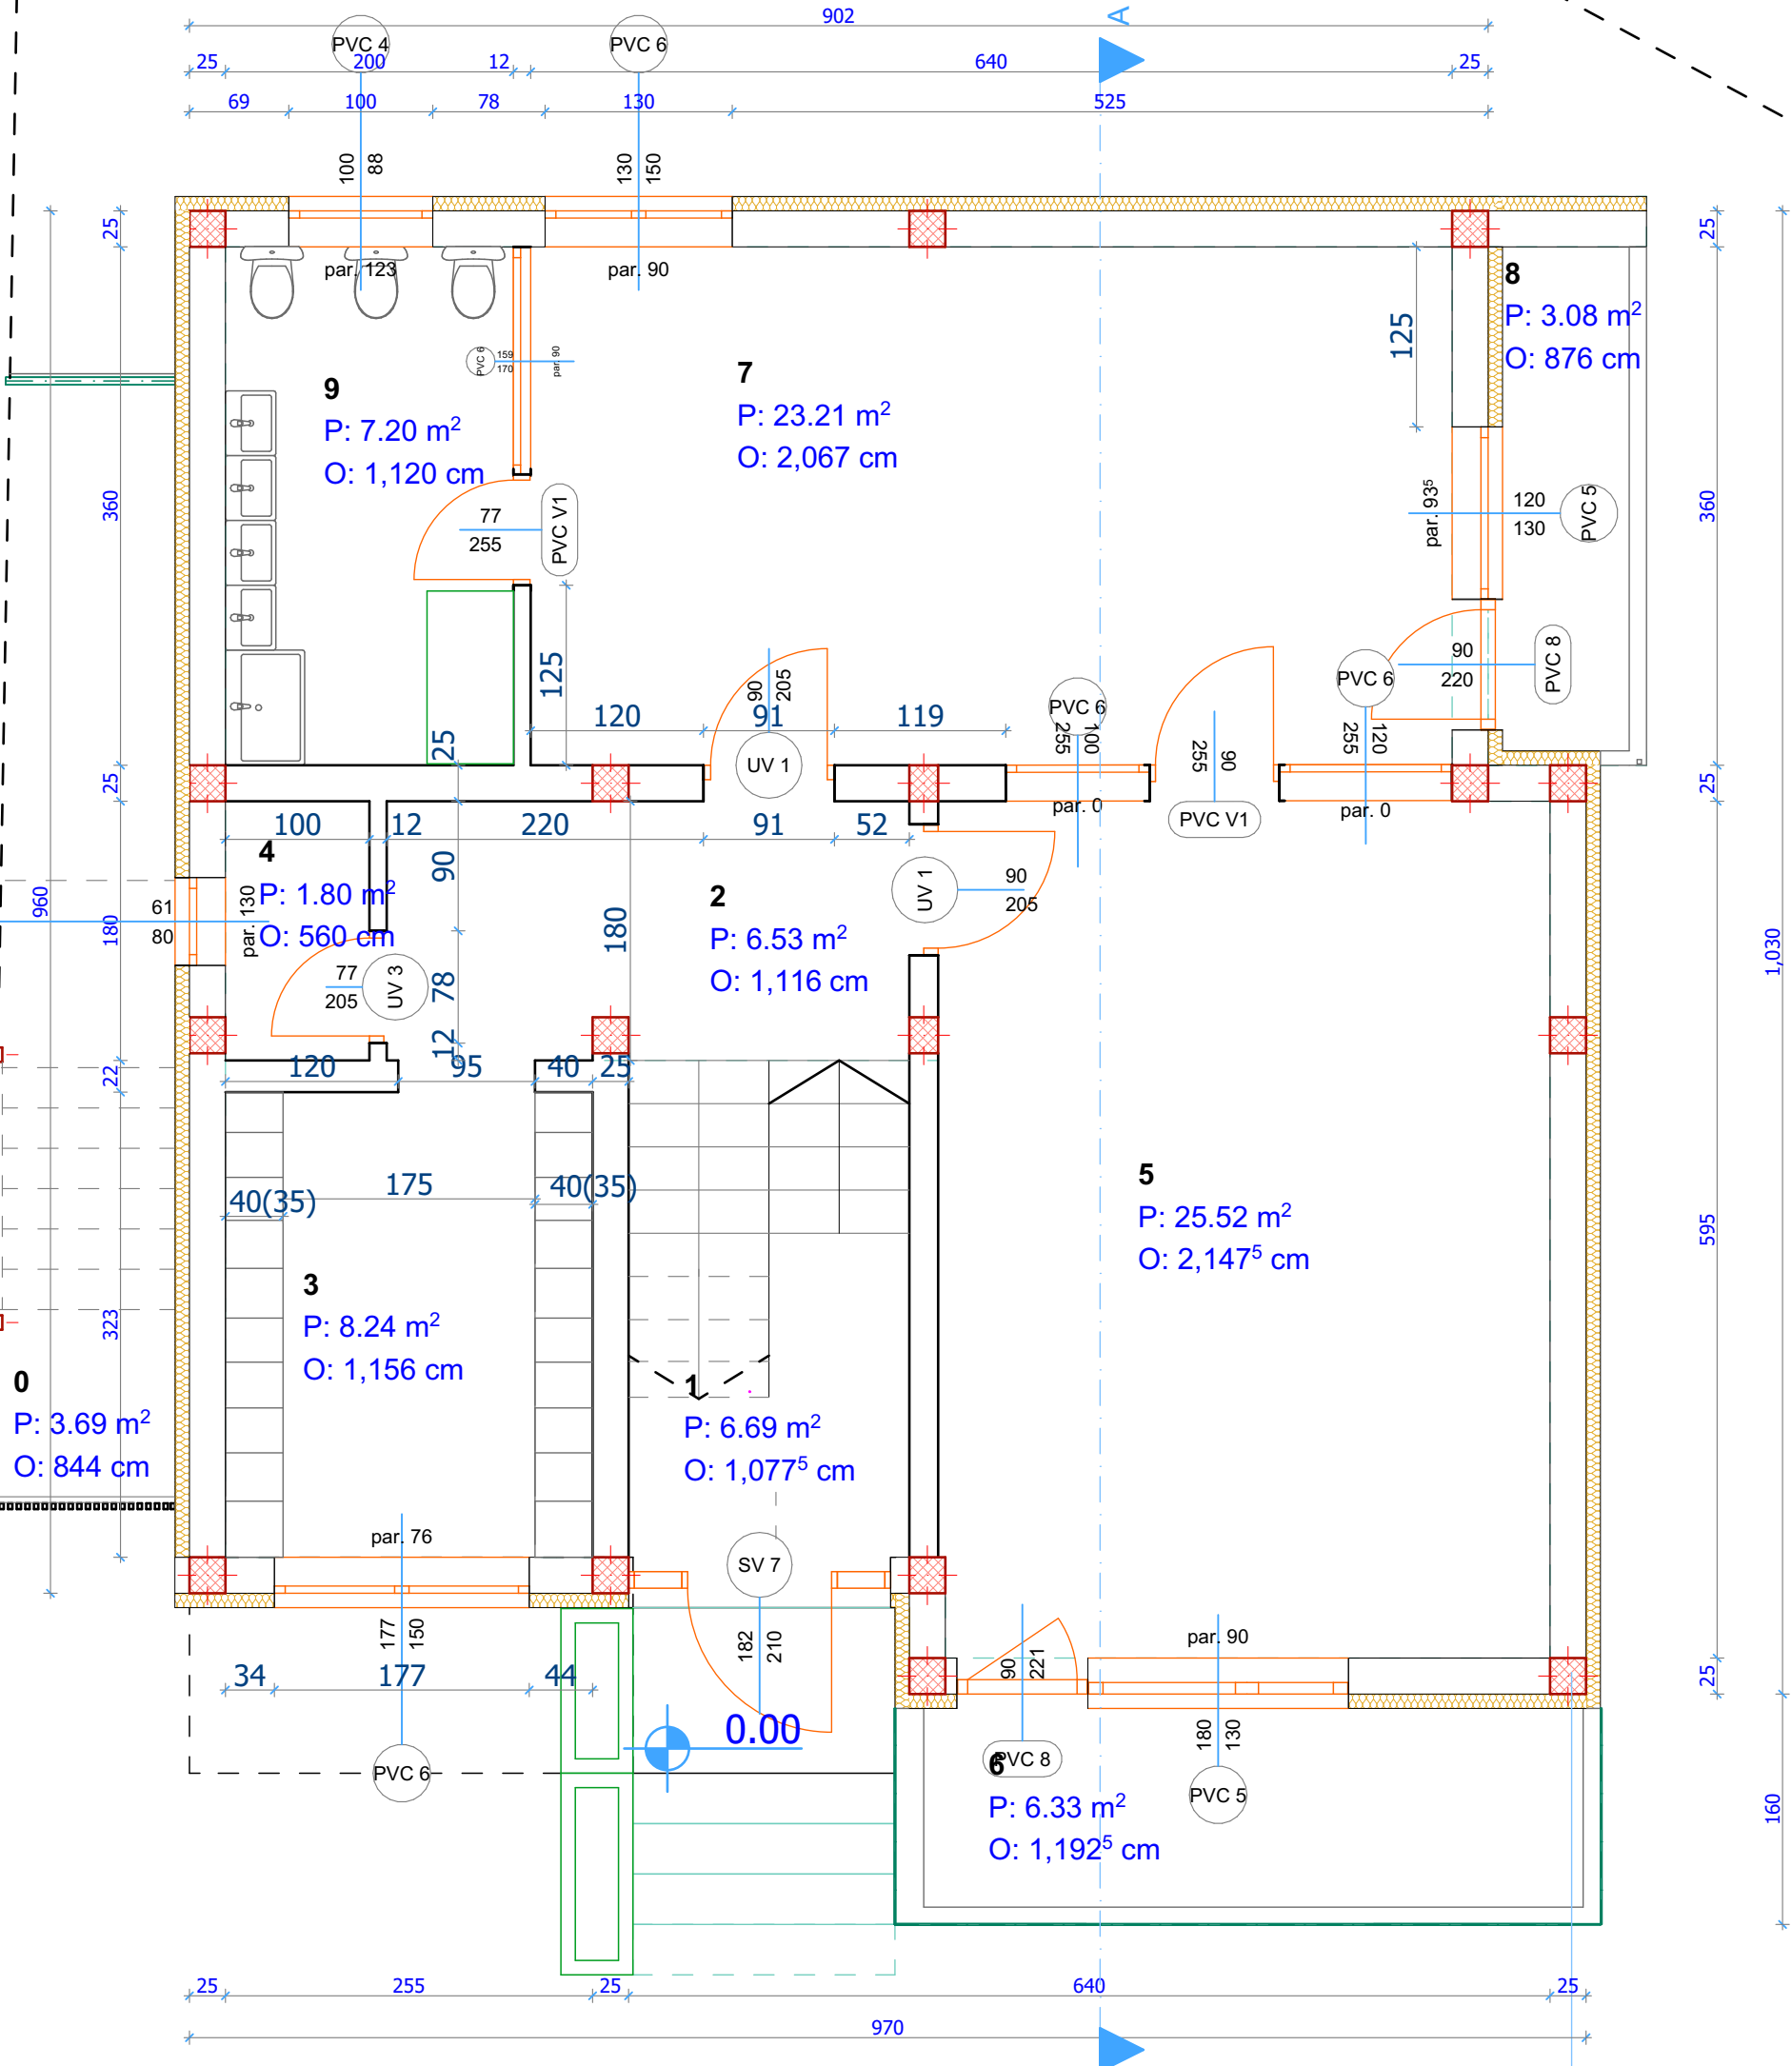 902
A
PVC 4
PVC 6
25
200
12
640
25
69
100
78
130
525
100
88
130
150
25
25
par. 123
par. 90
8
P: 3.08 m²
O: 876 cm
125
PVC 6
159
170
par. 90
9
P: 7.20 m²
O: 1,120 cm
7
P: 23.21 m²
O: 2,067 cm
360
77
255
PVC V1
par. 93⁵
120
130
PVC 5
360
125
90
205
120
91
119
PVC 6
255
100
255
90
PVC 6
255
120
90
220
PVC 8
25
25
UV 1
25
par. 0
PVC V1
par. 0
100
12
220
91
52
4
P: 1.80 m²
O: 560 cm
90
960
180
61
80
par. 130
180
2
P: 6.53 m²
O: 1,116 cm
UV 1
90
205
1,030
77
205
UV 3
78
12
22
120
95
40
25
40(35)
175
40(35)
5
P: 25.52 m²
O: 2,147⁵ cm
595
3
P: 8.24 m²
O: 1,156 cm
323
0
P: 3.69 m²
O: 844 cm
1
P: 6.69 m²
O: 1,077⁵ cm
par. 76
SV 7
177
150
182
210
90
221
par. 90
25
34
177
44
0.00
180
130
PVC 6
PVC 8
PVC 5
6
P: 6.33 m²
O: 1,192⁵ cm
160
25
255
25
640
25
970